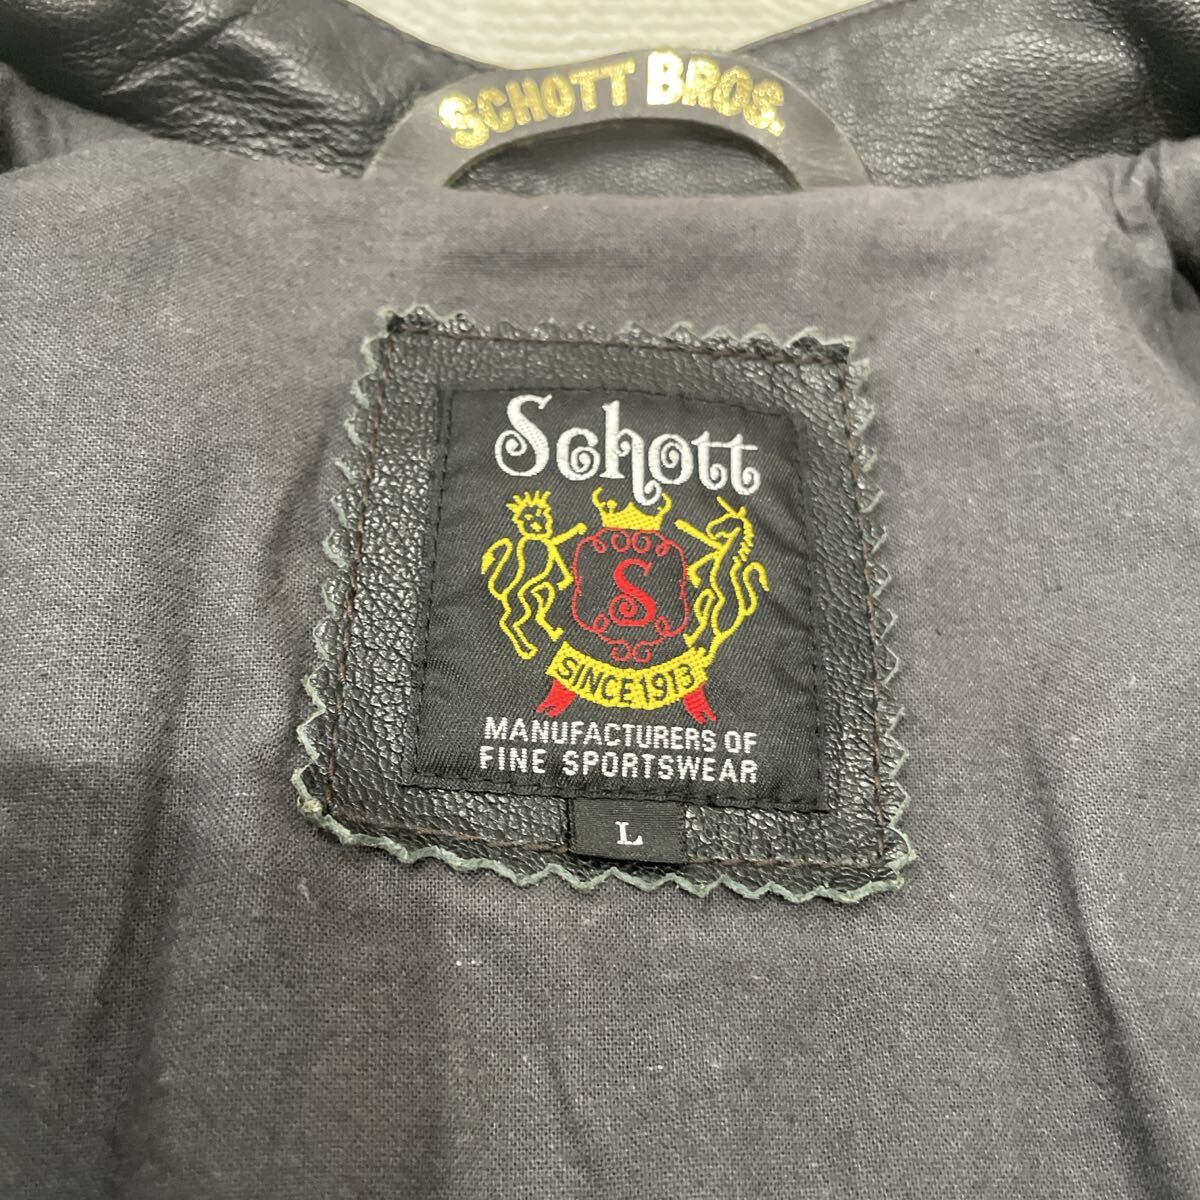 SCHOTT BROS.
Schott
S
SINCE 1913
MANUFACTURERS OF
FINE SPORTSWEAR
L